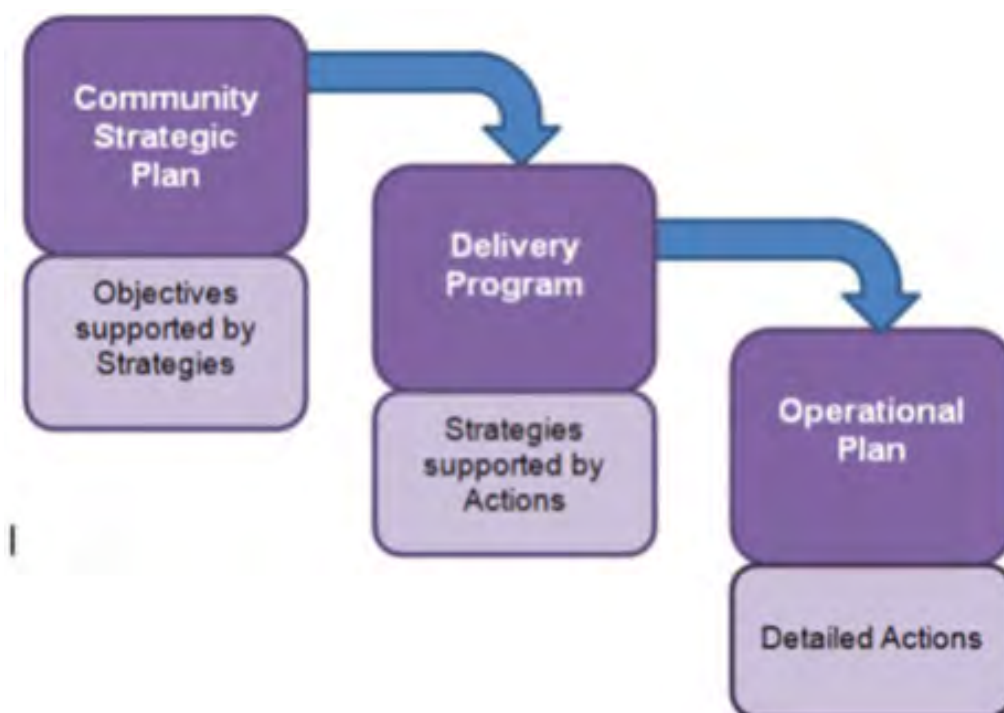 Community
Strategic
Plan
Objectives
supported by
Strategies
Delivery
Program
Strategies
supported by
Actions
Operational
Plan
Detailed Actions